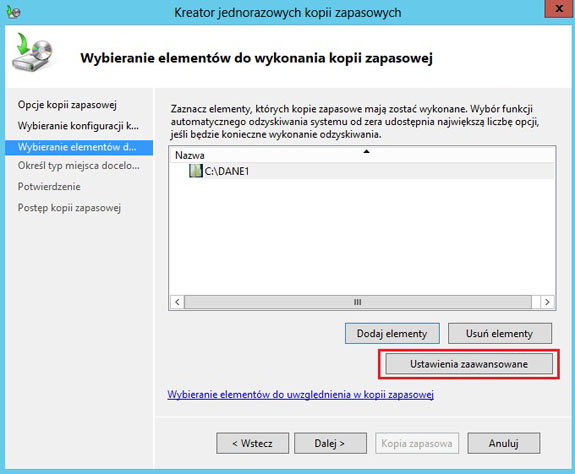 Kreator jednorazowych kopii zapasowych
Wybieranie elementów do wykonania kopii zapasowej
Opcje kopii zapasowej
Wybieranie konfiguracji k...
Wybieranie elementów d...
Określ typ miejsca docelo...
Potwierdzenie
Postęp kopii zapasowej
Zaznacz elementy, których kopie zapasowe mają zostać wykonane. Wybór funkcji
automatycznego odzyskiwania systemu od zera udostępnia największą liczbę opcji,
jeśli będzie konieczne wykonanie odzyskiwania.
Nazwa
C:\DANE1
Dodaj elementy
Usuń elementy
Ustawienia zaawansowane
Wybieranie elementów do uwzględnienia w kopii zapasowej
< Wstecz
Dalej >
Kopia zapasowa
Anuluj